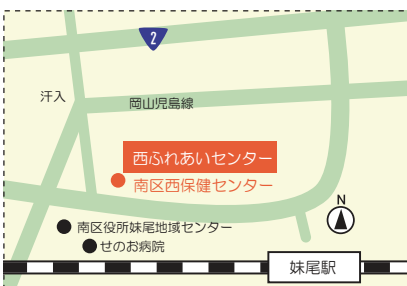 2
汗入
岡山児島線
西ふれあいセンター
南区西保健センター
N
南区役所妹尾地域センター
せのお病院
妹尾駅